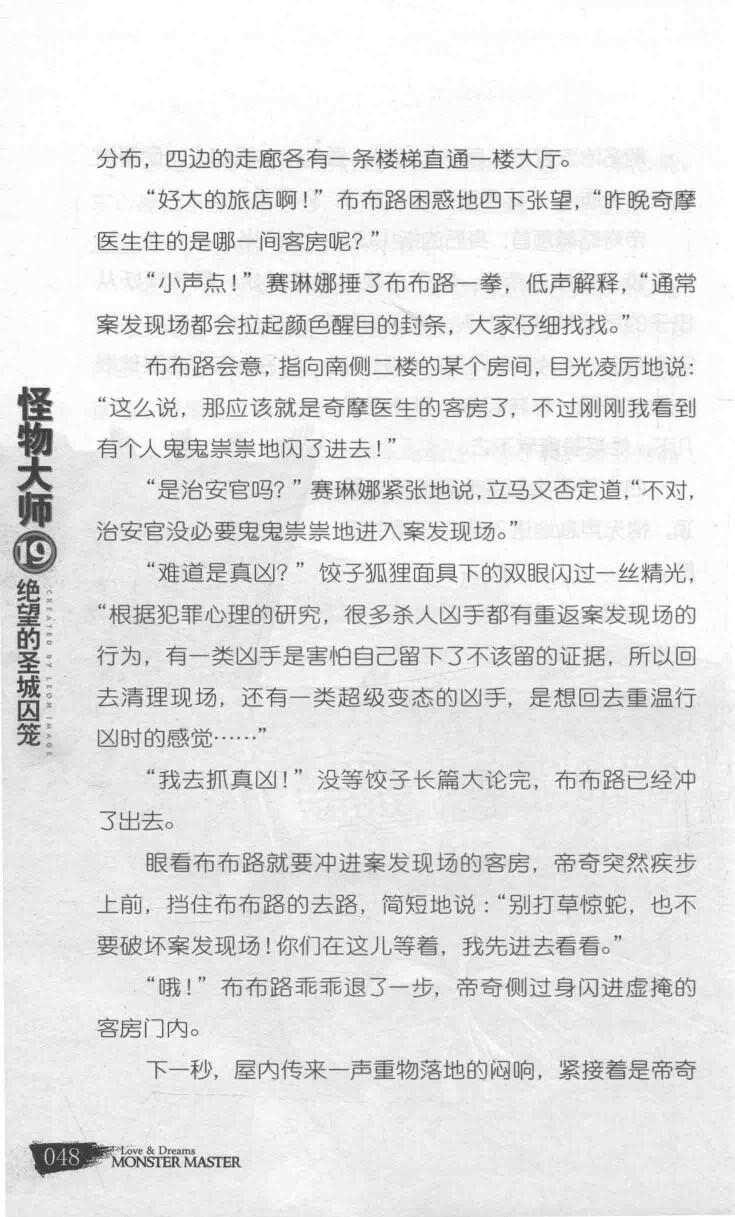 分布，四边的走廊各有一条楼梯直通一楼大厅。
“好大的旅店啊！”布布路困惑地四下张望，“昨晚奇摩
医生住的是哪一间客房呢？”
“小声点！”赛琳娜捶了布布路一拳，低声解释，“通常
案发现场都会拉起颜色醒目的封条，大家仔细找找。”
布布路会意，指向南侧二楼的某个房间，目光凌厉地说：
“这么说，那应该就是奇摩医生的客房了，不过刚刚我看到
有个人鬼鬼祟祟地闪了进去！”
“是治安官吗？”赛琳娜紧张地说，立马又否定道，“不对，
治安官没必要鬼鬼祟祟地进入案发现场。”
“难道是真凶？”饺子狐狸面具下的双眼闪过一丝精光，
“根据犯罪心理的研究，很多杀人凶手都有重返案发现场的
行为，有一类凶手是害怕自己留下了不该留的证据，所以回
去清理现场，还有一类超级变态的凶手，是想回去重温行
凶时的感觉……”
“我去抓真凶！”没等饺子长篇大论完，布布路已经冲
了出去。
眼看布布路就要冲进案发现场的客房，帝奇突然疾步
上前，挡住布布路的去路，简短地说：“别打草惊蛇，也不
要破坏案发现场！你们在这儿等着，我先进去看看。”
“哦！”布布路乖乖退了一步，帝奇侧过身闪进虚掩的
客房门内。
下一秒，屋内传来一声重物落地的闷响，紧接着是帝奇
怪物大师
19
绝望的圣城囚笼
CREATED BY LEON IMAGE
048
Love & Dreams
MONSTER MASTER